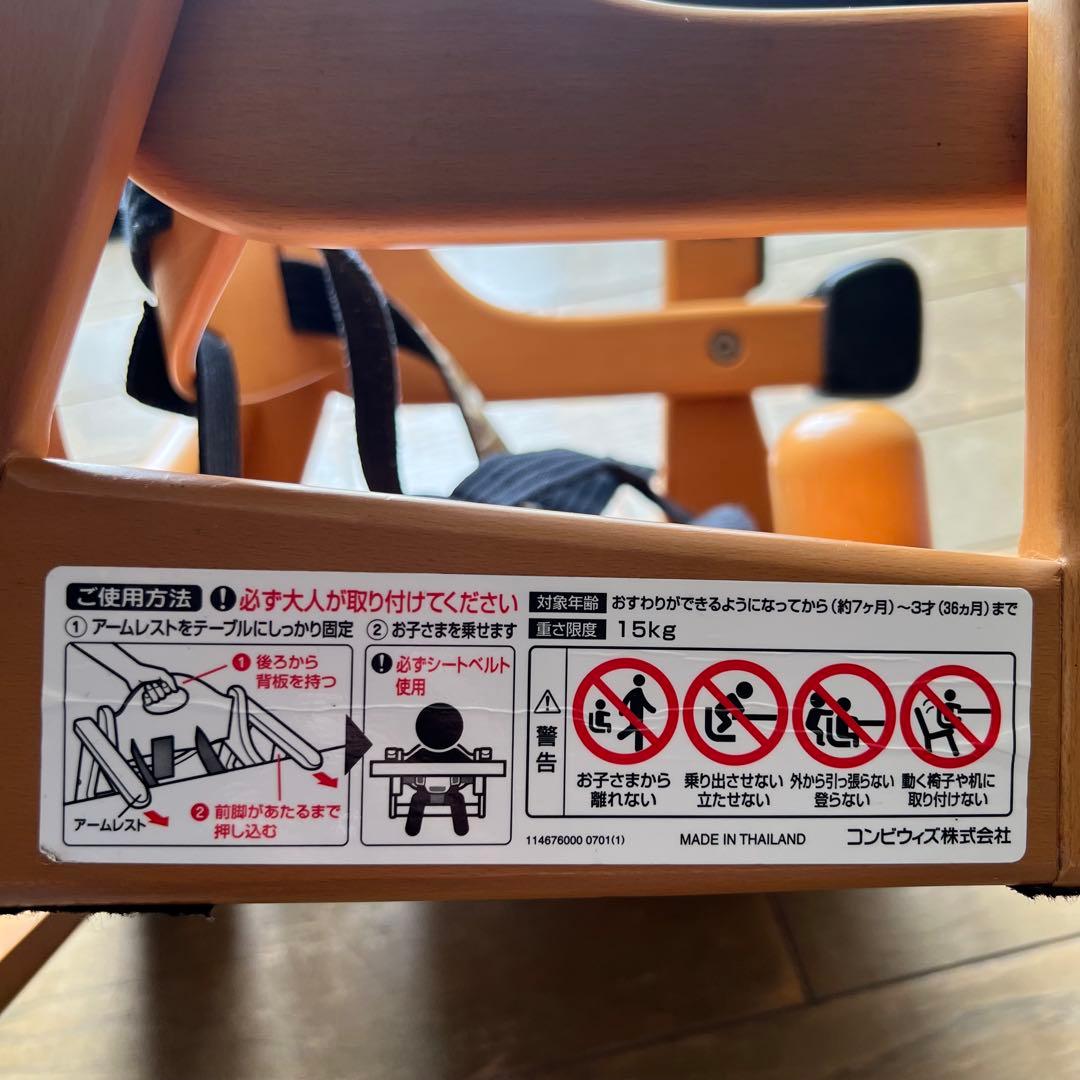 ご使用方法 必ず大人が取り付けてください
① アームレストをテーブルにしっかり固定
❶ 後ろから
背板を持つ
❷ 前脚があたるまで
押し込む
アームレスト
② お子さまを乗せます
必ずシートベルト
使用
対象年齢 おすわりができるようになってから(約7ヶ月)～3才(36ヵ月)まで
重さ限度 15kg
警告
お子さまから
離れない
乗り出させない
立たせない
外から引っ張らない
登らない
動く椅子や机に
取り付けない
114676000 0701(1)
MADE IN THAILAND
コンビウィズ株式会社